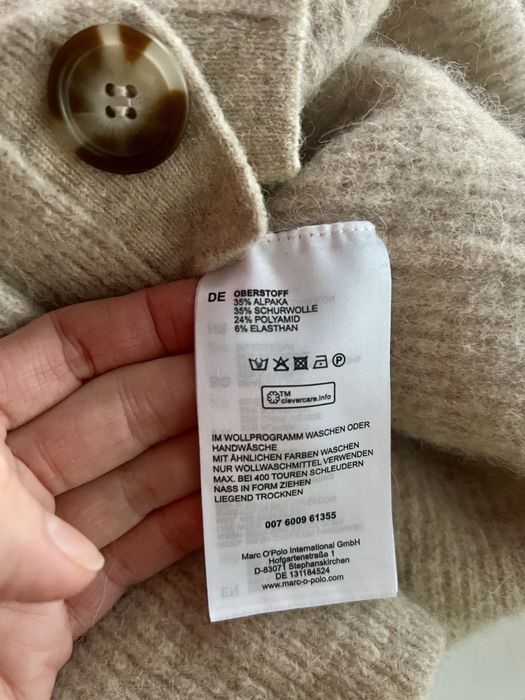 DE OBERSTOFF
35% ALPAKA
35% SCHURWOLLE
24% POLYAMID
6% ELASTHAN
P
TM
clevercare.info
IM WOLLPROGRAMM WASCHEN ODER
HANDWÄSCHE
MIT ÄHNLICHEN FARBEN WASCHEN
NUR WOLLWASCHMITTEL VERWENDEN
MAX. BEI 400 TOUREN SCHLEUDERN
NASS IN FORM ZIEHEN
LIEGEND TROCKNEN
007 6009 61355
Marc O'Polo International GmbH
Hofgartenstraße 1
D-83071 Stephanskirchen
DE 131184524
www.marc-o-polo.com
EN